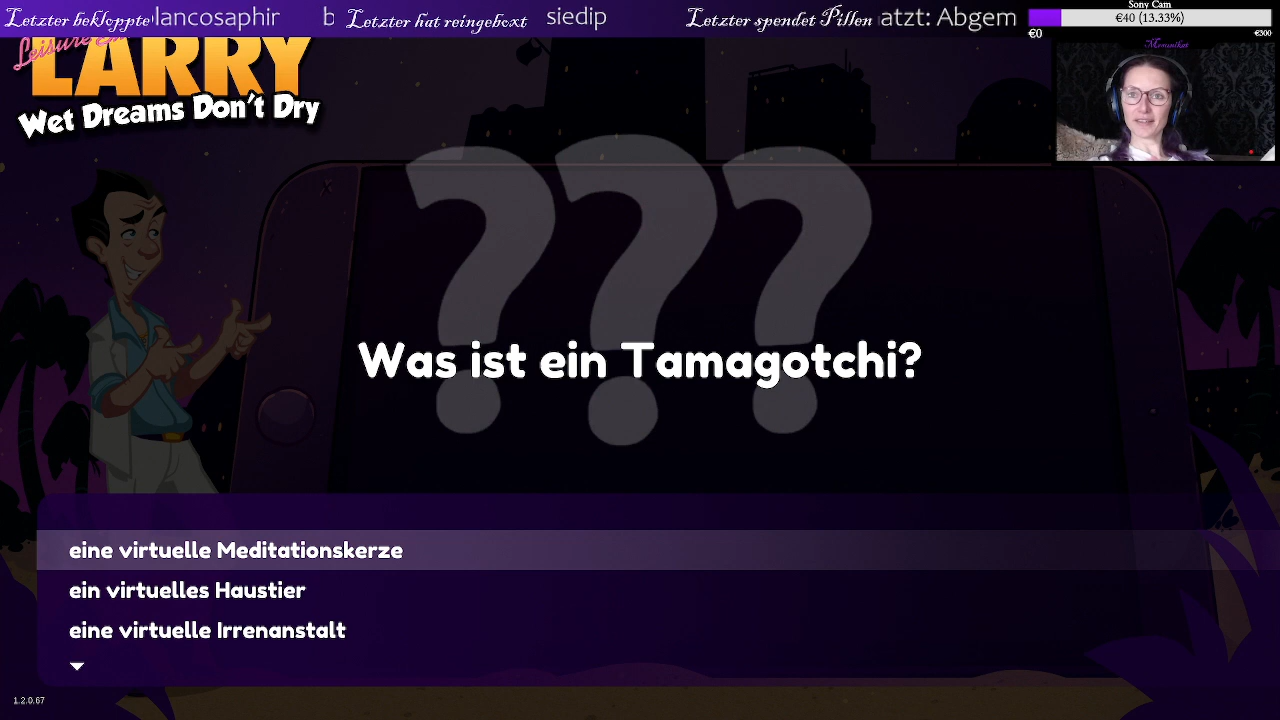 Letzter bekloppte lancosaphir b Letzter hat reingeboxt siedip Letzter spendet Pillen atzt: Abgem
Sony Cam
€40 (13.33%)
€0 €300
Memunikat
Leisure
LARRY
Wet Dreams Don't Dry
Was ist ein Tamagotchi?
eine virtuelle Meditationskerze
ein virtuelles Haustier
eine virtuelle Irrenanstalt
1.2.0.67